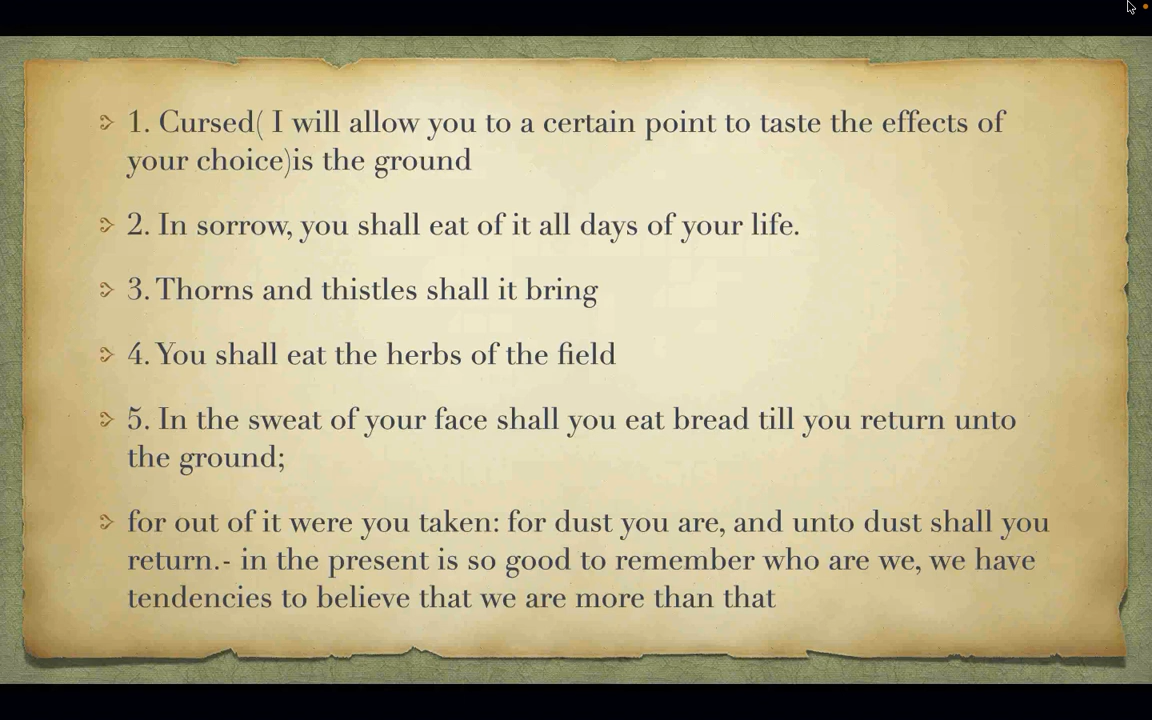 1. Cursed( I will allow you to a certain point to taste the effects of
your choice)is the ground
2. In sorrow, you shall eat of it all days of your life.
3. Thorns and thistles shall it bring
4. You shall eat the herbs of the field
5. In the sweat of your face shall you eat bread till you return unto
the ground;
for out of it were you taken: for dust you are, and unto dust shall you
return.- in the present is so good to remember who are we, we have
tendencies to believe that we are more than that